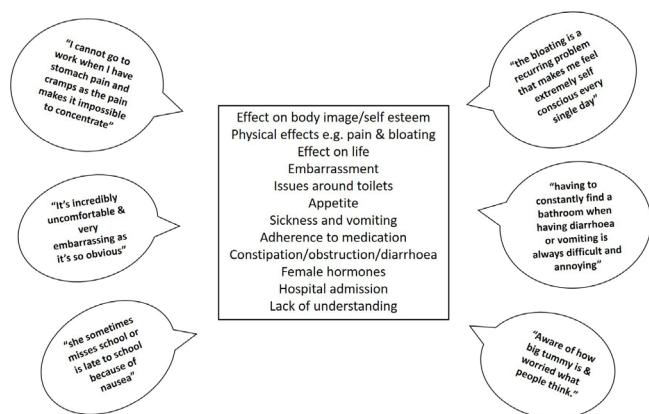 “I cannot go to
work when I have
stomach pain and
cramps as the pain
makes it impossible
to concentrate”
“It’s incredibly
uncomfortable &
very
embarrassing as
it’s so obvious”
“she sometimes
misses school or
is late to school
because of
nausea”
Effect on body image/self esteem
Physical effects e.g. pain & bloating
Effect on life
Embarrassment
Issues around toilets
Appetite
Sickness and vomiting
Adherence to medication
Constipation/obstruction/diarrhoea
Female hormones
Hospital admission
Lack of understanding
“the bloating is a
recurring problem
that makes me feel
extremely self
conscious every
single day”
“having to
constantly find a
bathroom when
having diarrhoea
or vomiting is
always difficult and
annoying”
“Aware of how
big tummy is &
worried what
people think.”